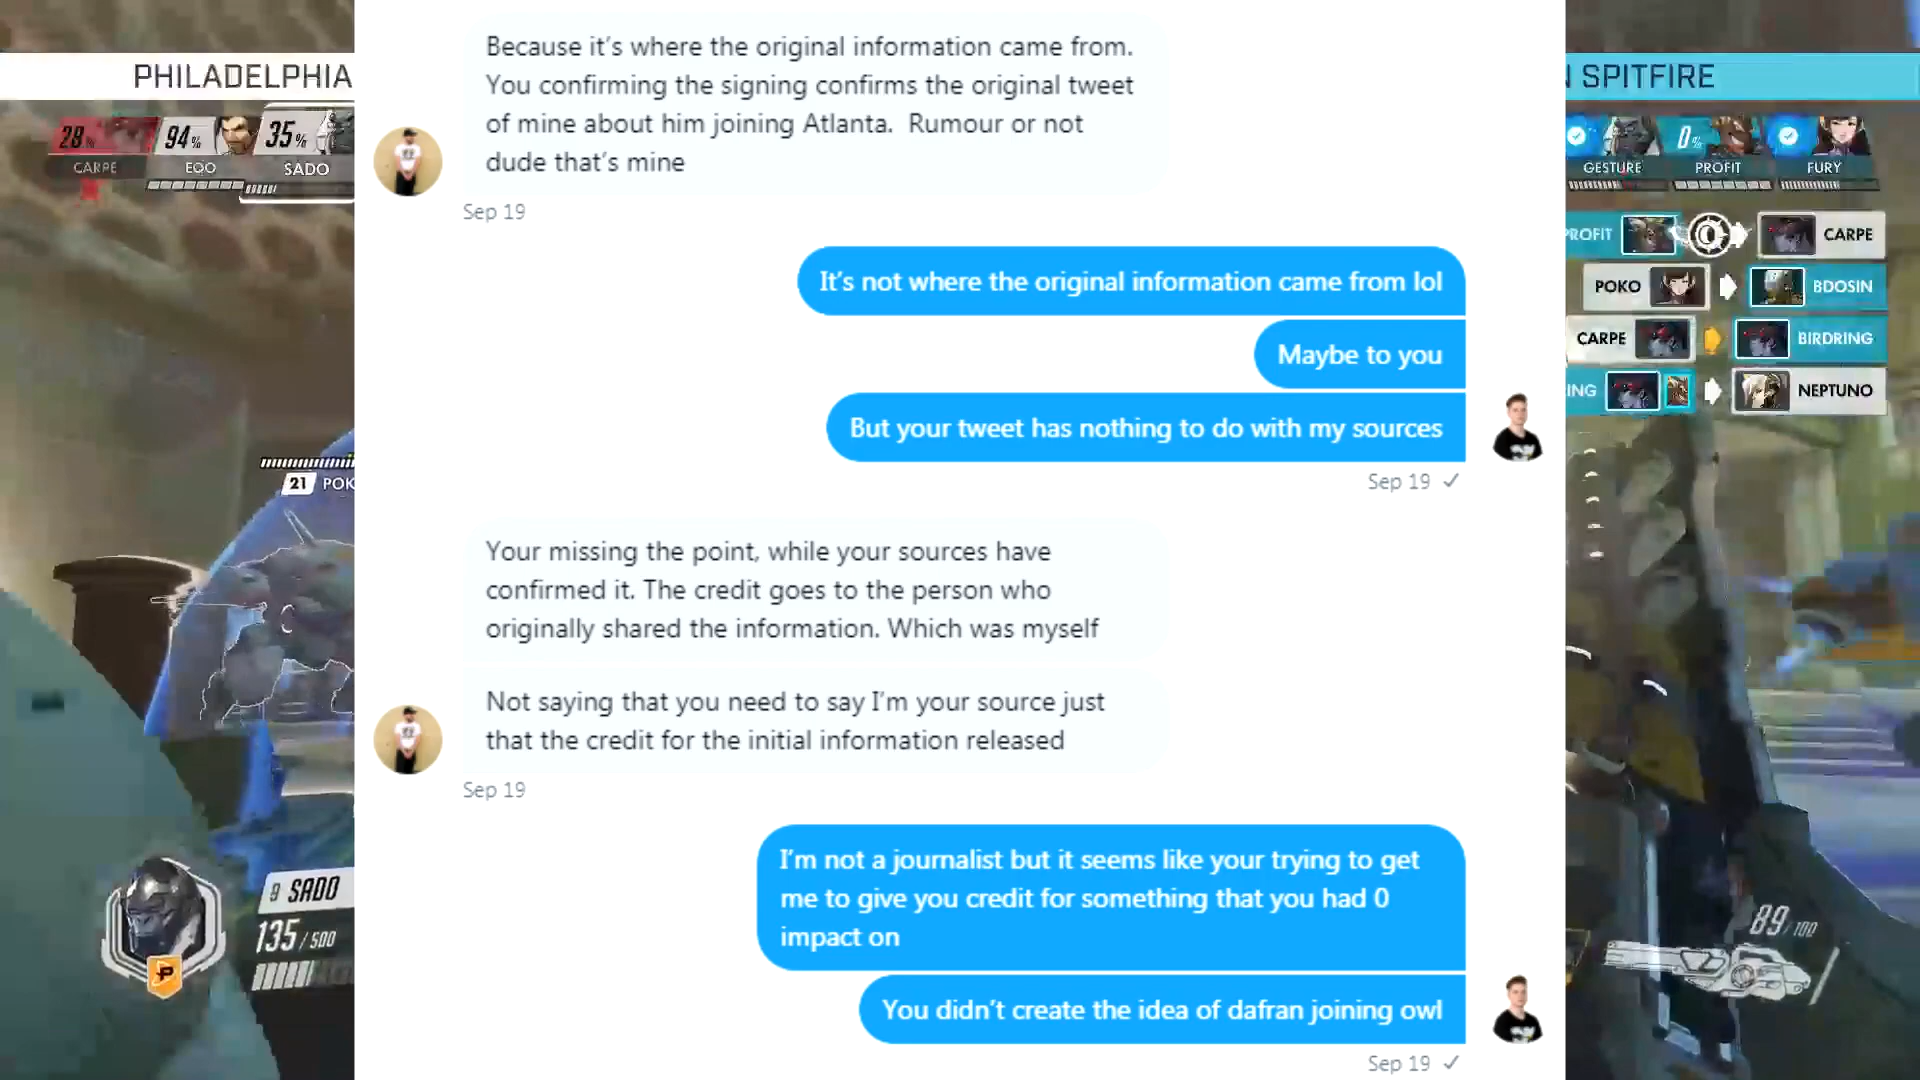 PHILADELPHIA
28%
CARPE
94%
EQO
35%
SADO
21 POK
9 SADO
135/500
Because it's where the original information came from.
You confirming the signing confirms the original tweet
of mine about him joining Atlanta. Rumour or not
dude that's mine
Sep 19
It's not where the original information came from lol
Maybe to you
But your tweet has nothing to do with my sources
Sep 19
Your missing the point, while your sources have
confirmed it. The credit goes to the person who
originally shared the information. Which was myself
Not saying that you need to say I'm your source just
that the credit for the initial information released
Sep 19
I'm not a journalist but it seems like your trying to get
me to give you credit for something that you had 0
impact on
You didn't create the idea of dafran joining owl
Sep 19
SPITFIRE
GESTURE
0%
PROFIT
FURY
PROFIT CARPE
POKO BDOSIN
CARPE BIRDRING
ING NEPTUNO
89/100